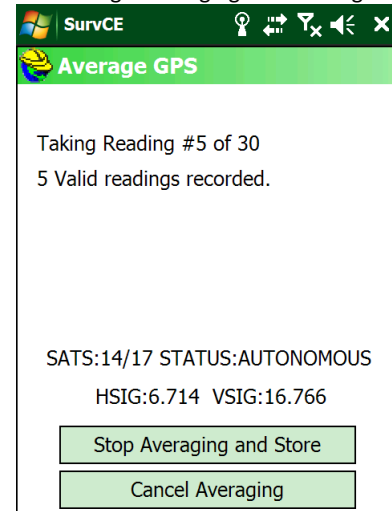 SurvCE
Average GPS
Taking Reading #5 of 30
5 Valid readings recorded.
SATS:14/17 STATUS:AUTONOMOUS
HSIG:6.714 VSIG:16.766
Stop Averaging and Store
Cancel Averaging